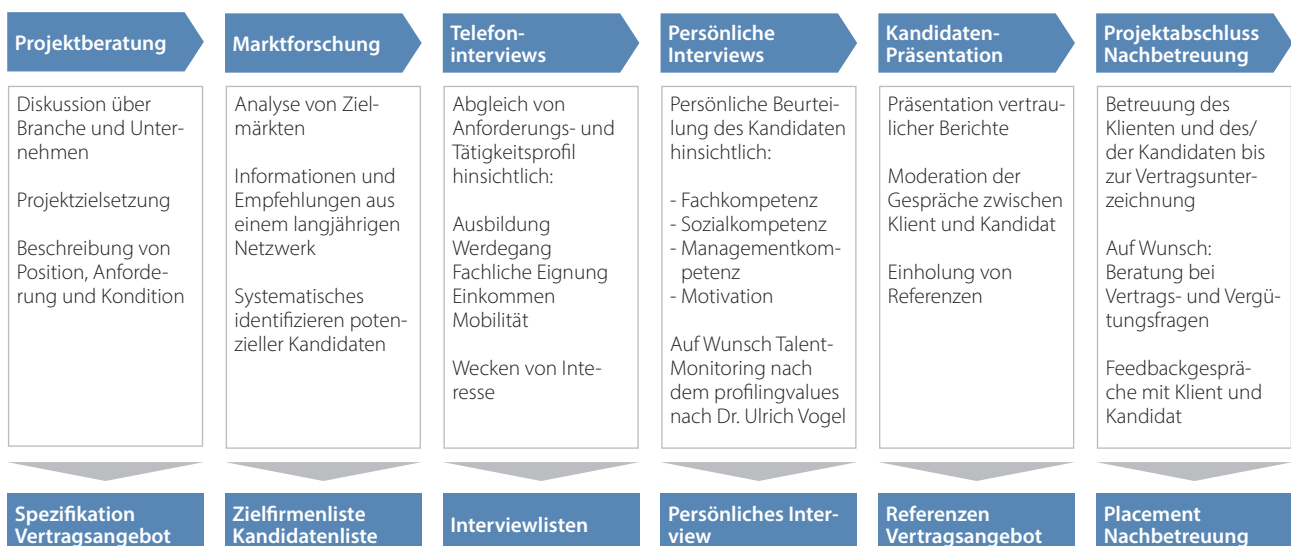 Projektberatung
Diskussion über
Branche und Unter-
nehmen
Projektzielsetzung
Beschreibung von
Position, Anforde-
rung und Kondition
Spezifikation
Vertragsangebot
Marktforschung
Analyse von Ziel-
märkten
Informationen und
Empfehlungen aus
einem langjährigen
Netzwerk
Systematisches
identifizieren poten-
zieller Kandidaten
Zielfirmenliste
Kandidatenliste
Telefon-
interviews
Abgleich von
Anforderungs- und
Tätigkeitsprofil
hinsichtlich:
Ausbildung
Werdegang
Fachliche Eignung
Einkommen
Mobilität
Wecken von Inte-
resse
Interviewlisten
Persönliche
Interviews
Persönliche Beurtei-
lung des Kandidaten
hinsichtlich:
- Fachkompetenz
- Sozialkompetenz
- Managementkom-
petenz
- Motivation
Auf Wunsch Talent-
Monitoring nach
dem profilingvalues
nach Dr. Ulrich Vogel
Persönliches Inter-
view
Kandidaten-
Präsentation
Präsentation vertrau-
licher Berichte
Moderation der
Gespräche zwischen
Klient und Kandidat
Einholung von
Referenzen
Referenzen
Vertragsangebot
Projektabschluss
Nachbetreuung
Betreuung des
Klienten und des/
der Kandidaten bis
zur Vertragsunter-
zeichnung
Auf Wunsch:
Beratung bei
Vertrags- und Vergü-
tungsfragen
Feedbackgesprä-
che mit Klient und
Kandidat
Placement
Nachbetreuung